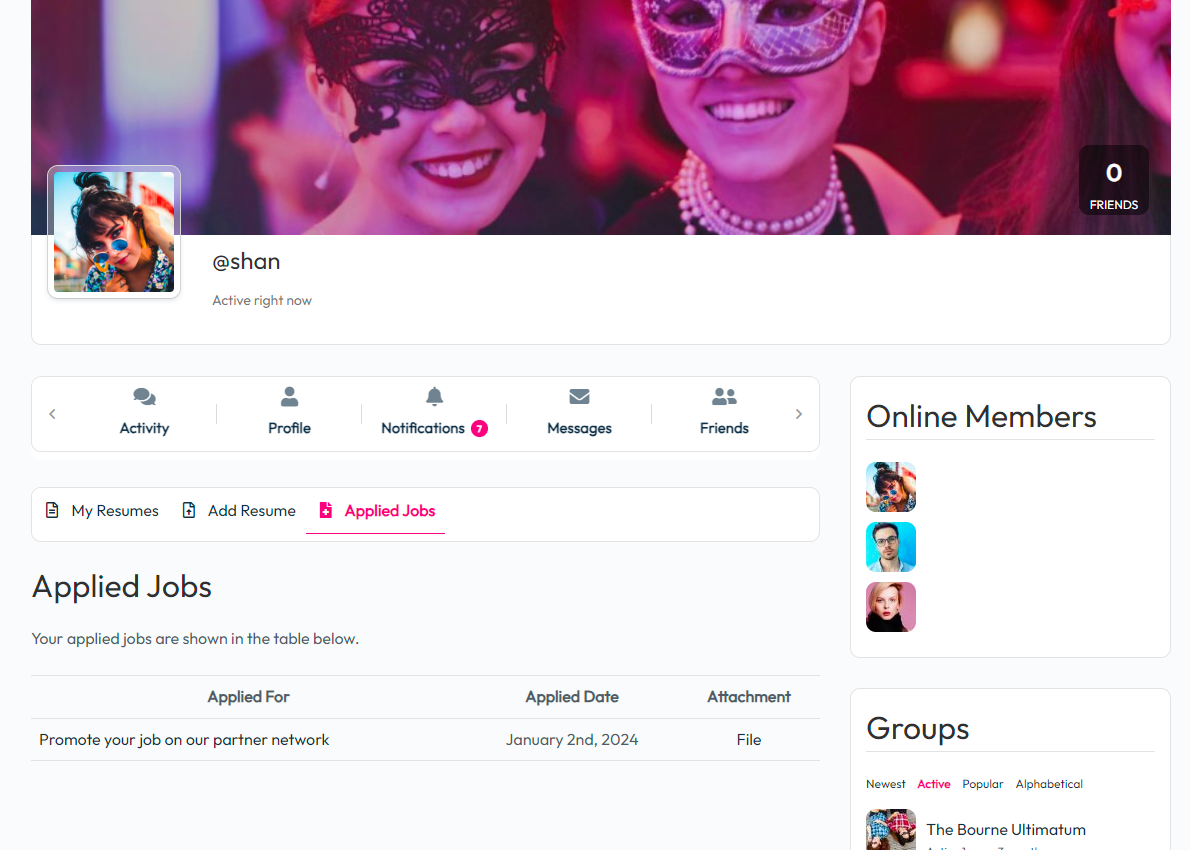 0
FRIENDS
@shan
Active right now
Activity
Profile
Notifications 7
Messages
Friends
My Resumes
Add Resume
Applied Jobs
Applied Jobs
Your applied jobs are shown in the table below.
Applied For Applied Date Attachment
Promote your job on our partner network January 2nd, 2024 File
Online Members
Groups
Newest Active Popular Alphabetical
The Bourne Ultimatum